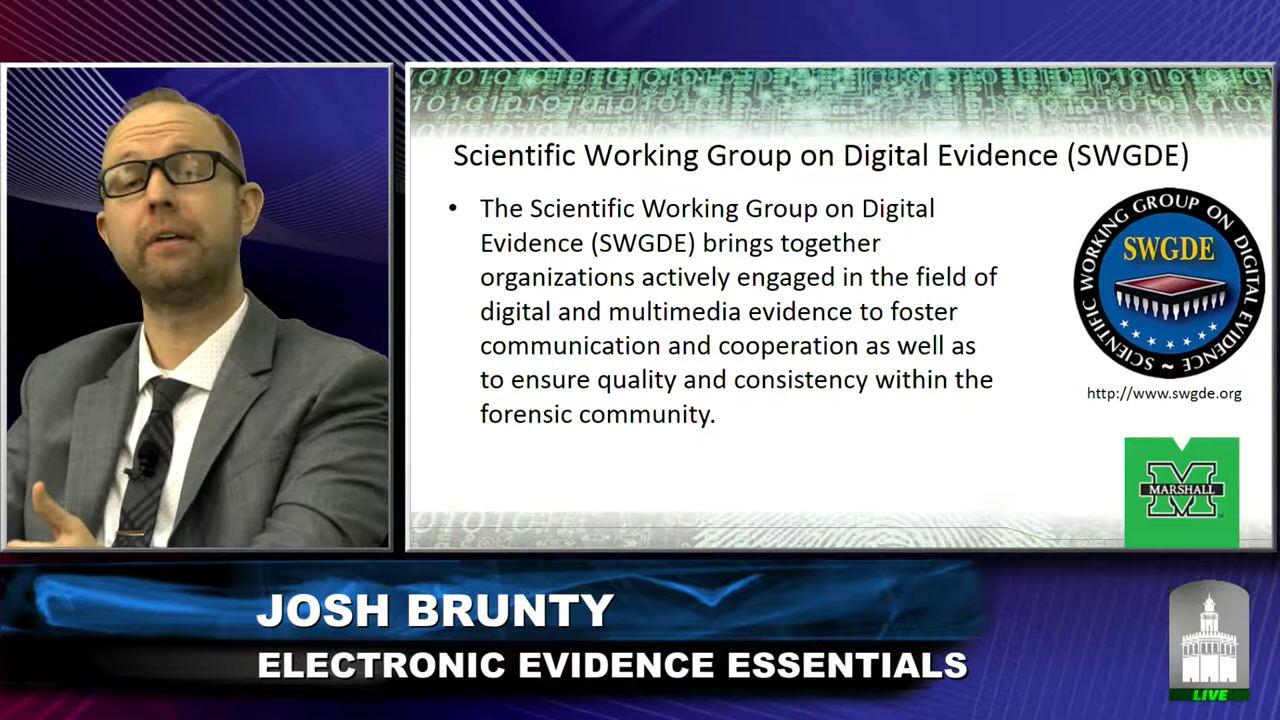 Scientific Working Group on Digital Evidence (SWGDE)
• The Scientific Working Group on Digital
Evidence (SWGDE) brings together
organizations actively engaged in the field of
digital and multimedia evidence to foster
communication and cooperation as well as
to ensure quality and consistency within the
forensic community.
SCIENTIFIC WORKING GROUP ON DIGITAL EVIDENCE ~
SWGDE
http://www.swgde.org
M
MARSHALL
JOSH BRUNTY
ELECTRONIC EVIDENCE ESSENTIALS
LIVE